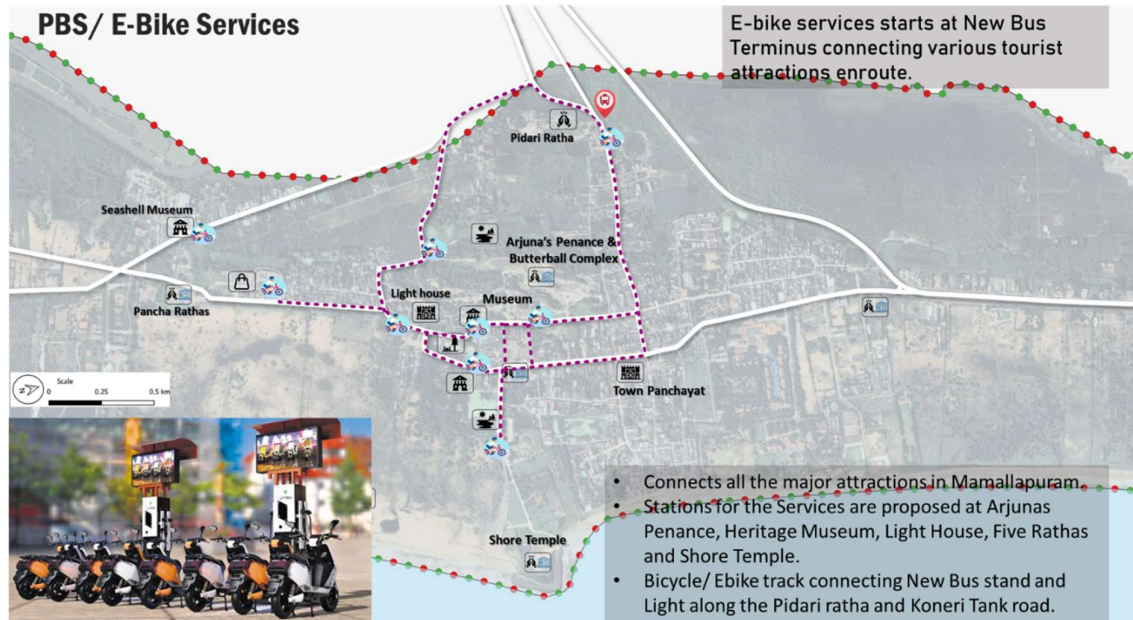 PBS/ E-Bike Services
E-bike services starts at New Bus
Terminus connecting various tourist
attractions enroute.
Pidari Ratha
Seashell Museum
Arjuna's Penance &
Butterball Complex
Pancha Rathas
Light house
Museum
Town Panchayat
Scale
0
0.25
0.5 km
Shore Temple
• Connects all the major attractions in Mamallapuram.
• Stations for the Services are proposed at Arjunas
Penance, Heritage Museum, Light House, Five Rathas
and Shore Temple.
• Bicycle/ Ebike track connecting New Bus stand and
Light along the Pidari ratha and Koneri Tank road.